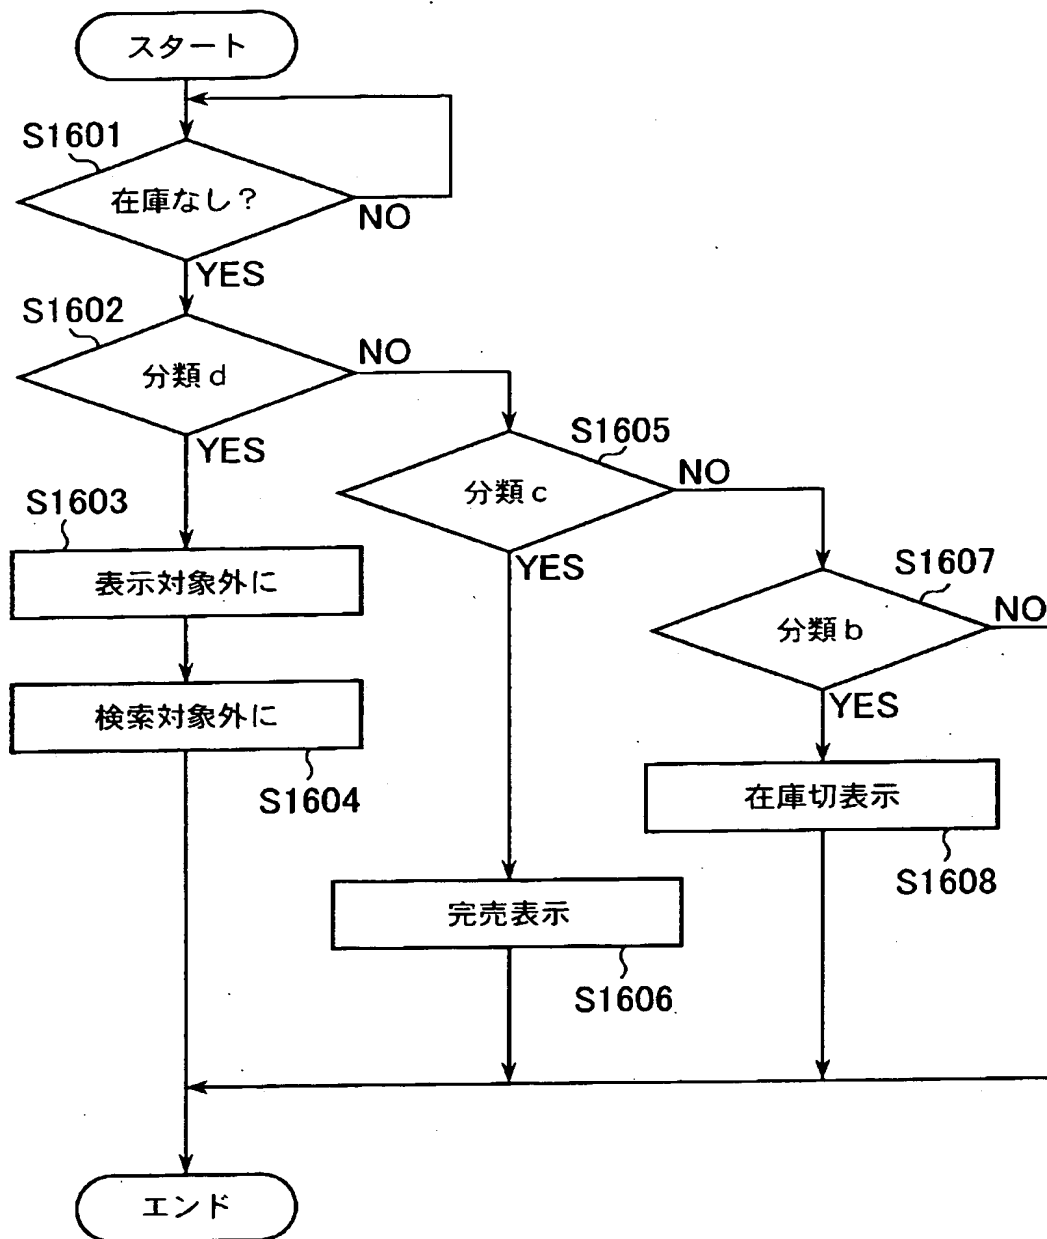 スタート
S1601
在庫なし？
NO
YES
S1602
分類d
NO
YES
S1605
分類c
NO
YES
S1603
表示対象外に
S1607
分類b
NO
YES
検索対象外に
S1604
在庫切表示
S1608
完売表示
S1606
エンド